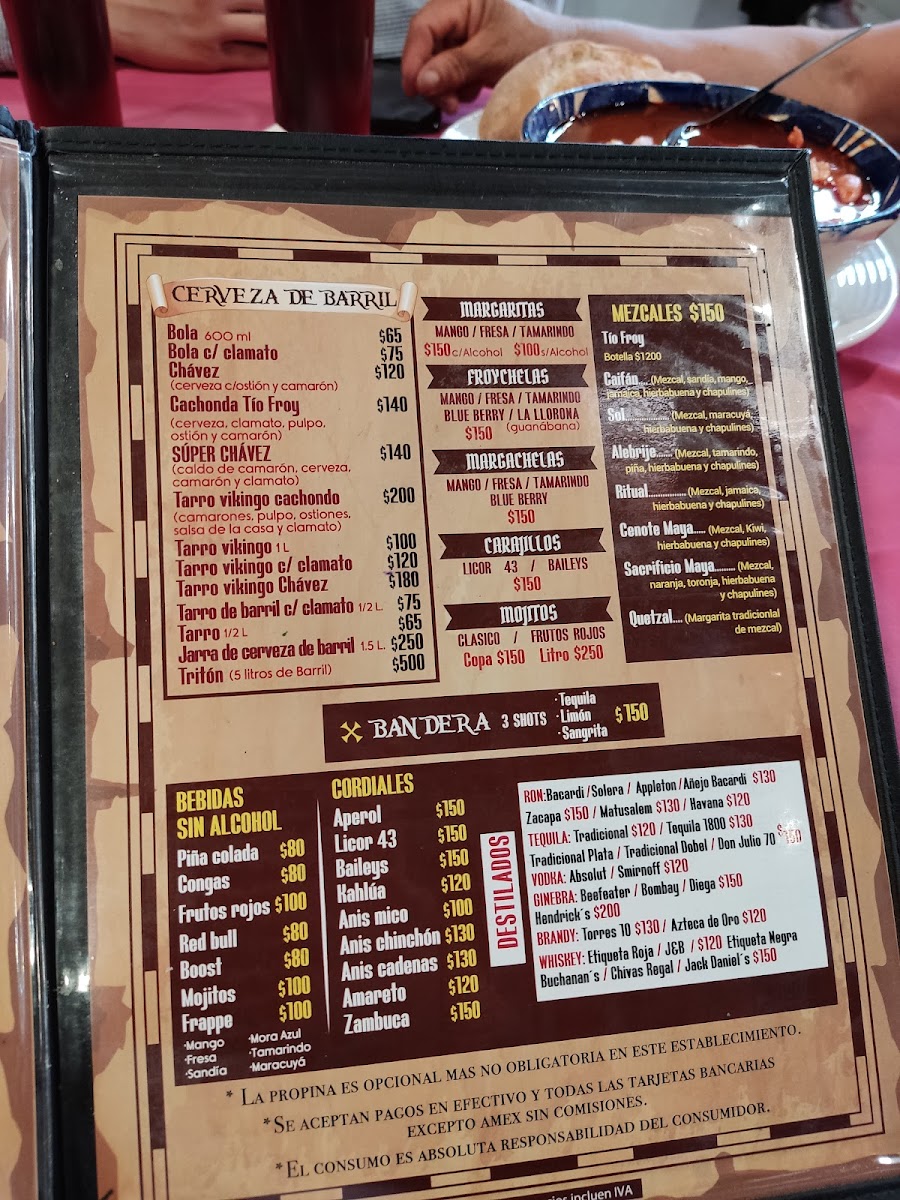 CERVEZA DE BARRIL
Bola 600 ml $65
Bola c/ clamato $75
Chávez $120
(cerveza c/ostión y camarón)
Cachonda Tío Froy $140
(cerveza, clamato, pulpo,
ostión y camarón)
SÚPER CHÁVEZ $140
(caldo de camarón, cerveza,
camarón y clamato)
Tarro vikingo cachondo $200
(camarones, pulpo, ostiones,
salsa de la casa y clamato)
Tarro vikingo 1 L $100
Tarro vikingo c/ clamato $120
Tarro vikingo Chávez $180
Tarro de barril c/ clamato 1/2 L. $75
Tarro 1/2 L $65
Jarra de cerveza de barril 1.5 L. $250
Tritón (5 litros de Barril) $500
MARGARITAS
MANGO / FRESA / TAMARINDO
$150 c/Alcohol $100 s/Alcohol
FROYCHELAS
MANGO / FRESA / TAMARINDO
BLUE BERRY / LA LLORONA
$150 (guanábana)
MARGACHELAS
MANGO / FRESA / TAMARINDO
BLUE BERRY
$150
CARAJILLOS
LICOR 43 / BAILEYS
$150
MOJITOS
CLASICO / FRUTOS ROJOS
Copa $150 Litro $250
MEZCALES $150
Tío Froy
Botella $1200
Caifán.... (Mezcal, sandía, mango,
jamaica, hierbabuena y chapulines)
Sol................ (Mezcal, maracuyá,
hierbabuena y chapulines)
Alebrije....... (Mezcal, tamarindo,
piña, hierbabuena y chapulines)
Ritual................ (Mezcal, jamaica,
hierbabuena y chapulines)
Cenote Maya..... (Mezcal, Kiwi,
hierbabuena y chapulines)
Sacrificio Maya......... (Mezcal,
naranja, toronja, hierbabuena
y chapulines)
Quetzal.... (Margarita tradicionlal
de mezcal)
BANDERA 3 SHOTS
·Tequila
·Limón $150
·Sangrita
BEBIDAS
SIN ALCOHOL
Piña colada $80
Congas $80
Frutos rojos $100
Red bull $80
Boost $80
Mojitos $100
Frappe $100
·Mango ·Mora Azul
·Fresa ·Tamarindo
·Sandía ·Maracuyá
CORDIALES
Aperol $150
Licor 43 $150
Baileys $150
Kahlúa $120
Anis mico $100
Anis chinchón $130
Anis cadenas $130
Amareto $120
Zambuca $150
DESTILADOS
RON:Bacardi /Solera / Appleton /Añejo Bacardi $130
Zacapa $150 / Matusalem $130 / Havana $120
TEQUILA: Tradicional $120 / Tequila 1800 $130
Tradicional Plata / Tradicional Dobel / Don Julio 70
VODKA: Absolut / Smirnoff $120
GINEBRA: Beefeater / Bombay / Diega $150
Hendrick´s $200
BRANDY: Torres 10 $130 / Azteca de Oro $120
WHISKEY: Etiqueta Roja / J&B / $120 Etiqueta Negra
Buchanan´s / Chivas Regal / Jack Daniel´s $150
* LA PROPINA ES OPCIONAL MAS NO OBLIGATORIA EN ESTE ESTABLECIMIENTO.
*SE ACEPTAN PAGOS EN EFECTIVO Y TODAS LAS TARJETAS BANCARIAS
EXCEPTO AMEX SIN COMISIONES.
*EL CONSUMO ES ABSOLUTA RESPONSABILIDAD DEL CONSUMIDOR.
incluen IVA